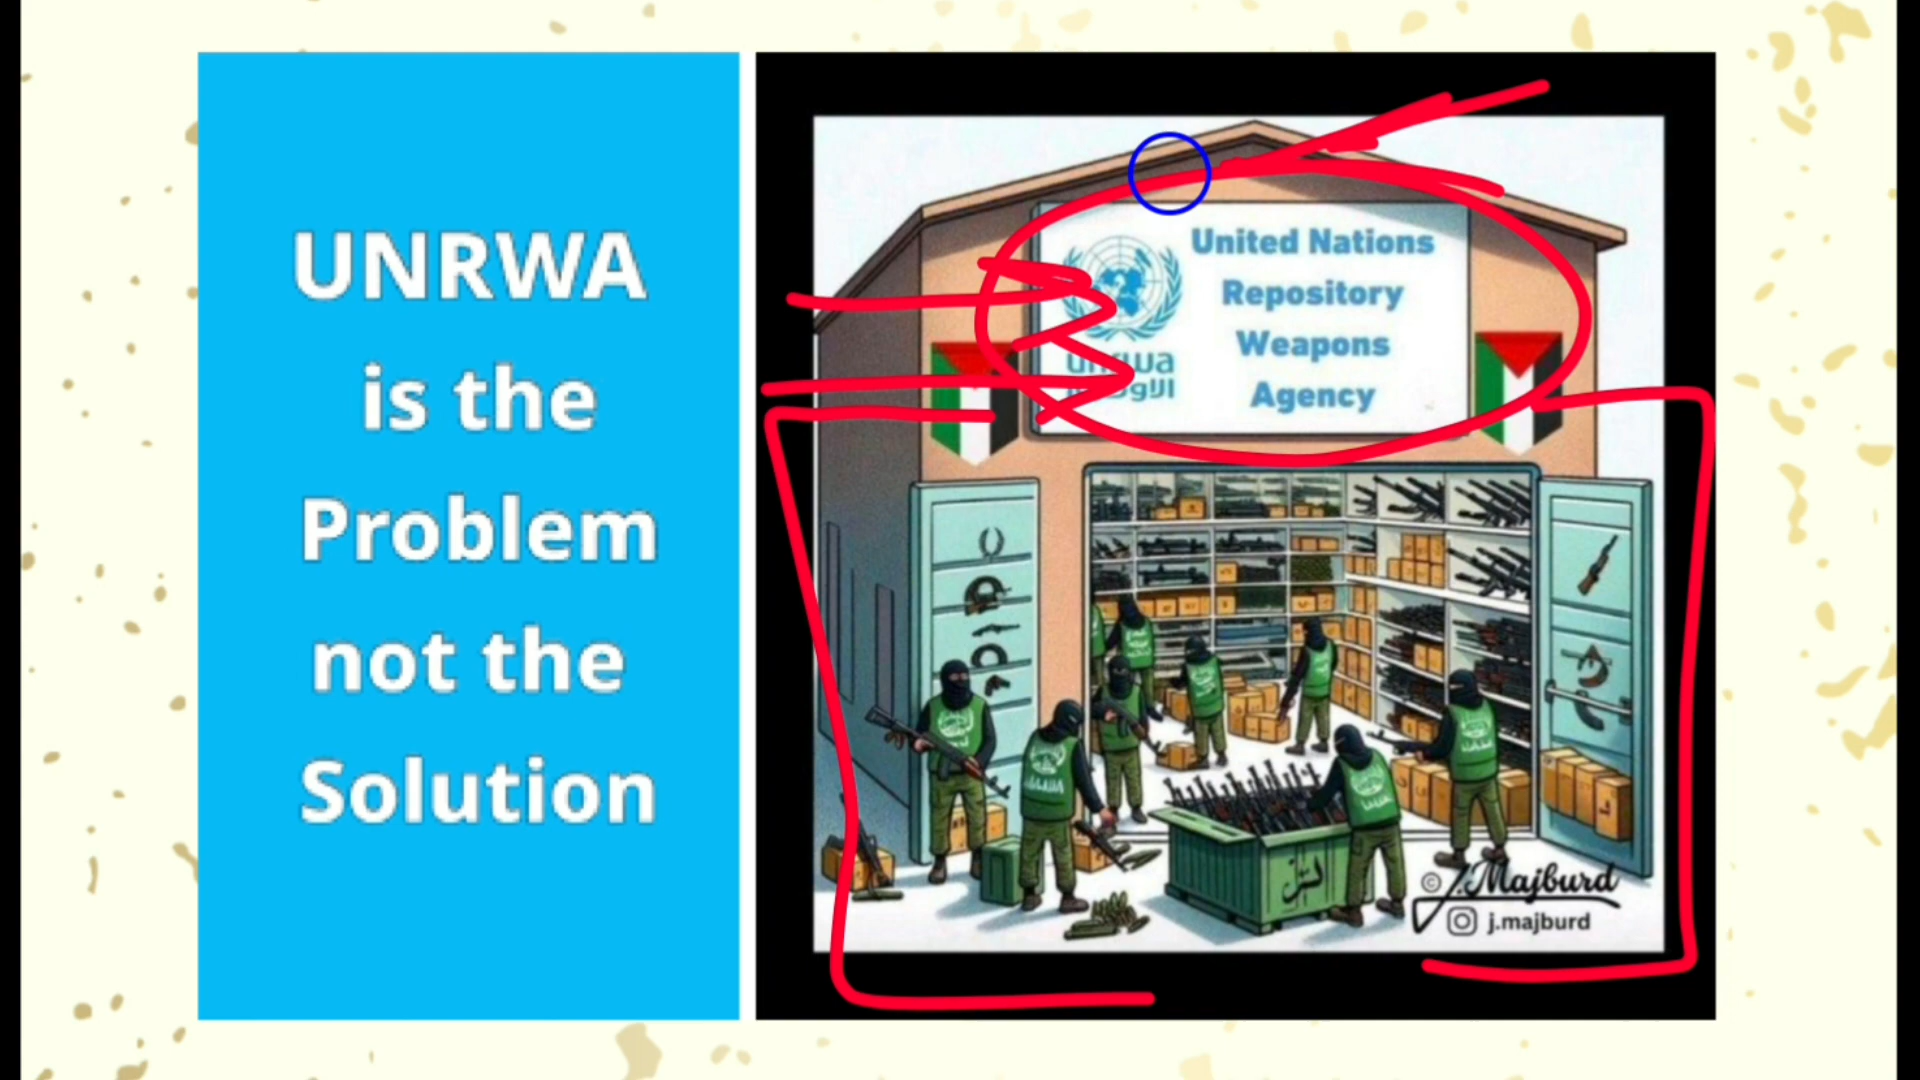 UNRWA
is the
Problem
not the
Solution
United Nations
Repository
Weapons
Agency
© J.Majburd
j.majburd